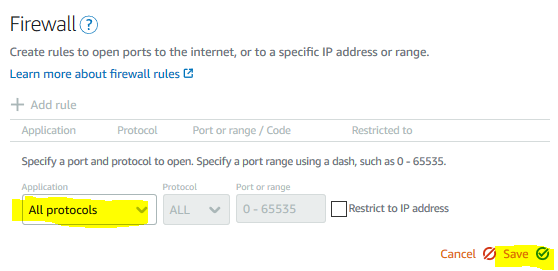 Firewall ?
Create rules to open ports to the internet, or to a specific IP address or range.
Learn more about firewall rules
+ Add rule
Application Protocol Port or range / Code Restricted to
Specify a port and protocol to open. Specify a port range using a dash, such as 0 - 65535.
Application Protocol Port or range
All protocols ALL 0 - 65535 Restrict to IP address
Cancel Save